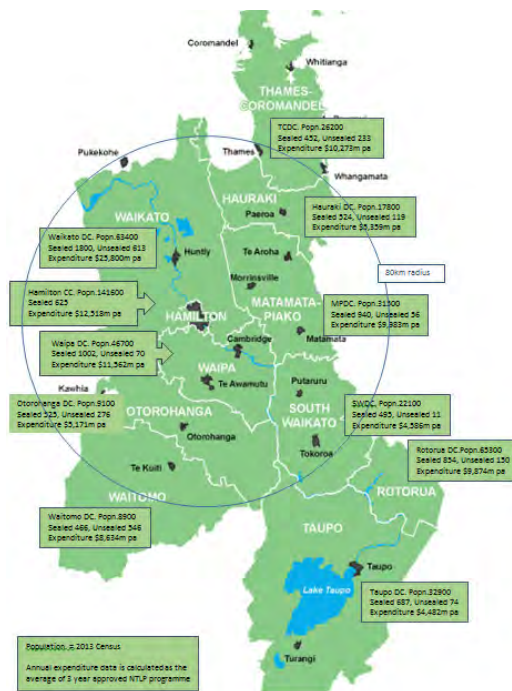 Coromandel
Whitianga
THAMES-
COROMANDEL
TCDC. Popn.26200
Sealed 452, Unsealed 233
Expenditure $10,273m pa
Pukekohe
Thames
Whangamata
HAURAKI
Paeroa
Hauraki DC. Popn.17800
Sealed 524, Unsealed 119
Expenditure $5,359m pa
WAIKATO
Waikato DC. Popn.63400
Sealed 1800, Unsealed 613
Expenditure $25,800m pa
Huntly
Te Aroha
80km radius
Morrinsville
Hamilton CC. Popn.141600
Sealed 625
Expenditure $12,518m pa
HAMILTON
MATAMATA-
PIAKO
MPDC. Popn.31300
Sealed 940, Unsealed 56
Expenditure $9,983m pa
Matamata
Waipa DC. Popn.46700
Sealed 1002, Unsealed 70
Expenditure $11,562m pa
Cambridge
WAIPA
Te Awamutu
Kawhia
Putaruru
Otorohanga DC. Popn.9100
Sealed 525, Unsealed 276
Expenditure $5,171m pa
OTOROHANGA
Otorohanga
SOUTH
WAIKATO
SWDC. Popn.22100
Sealed 495, Unsealed 11
Expenditure $4,586m pa
Tokoroa
Te Kuiti
Rotorua DC.Popn.65300
Sealed 854, Unsealed 150
Expenditure $9,874m pa
WAITOMO
ROTORUA
Waitomo DC. Popn.8900
Sealed 466, Unsealed 546
Expenditure $8,634m pa
TAUPO
Taupo
Lake Taupo
Taupo DC. Popn.32900
Sealed 687, Unsealed 74
Expenditure $4,482m pa
Turangi
Population = 2013 Census
Annual expenditure data is calculated as the
average of 3 year approved NTLP programme